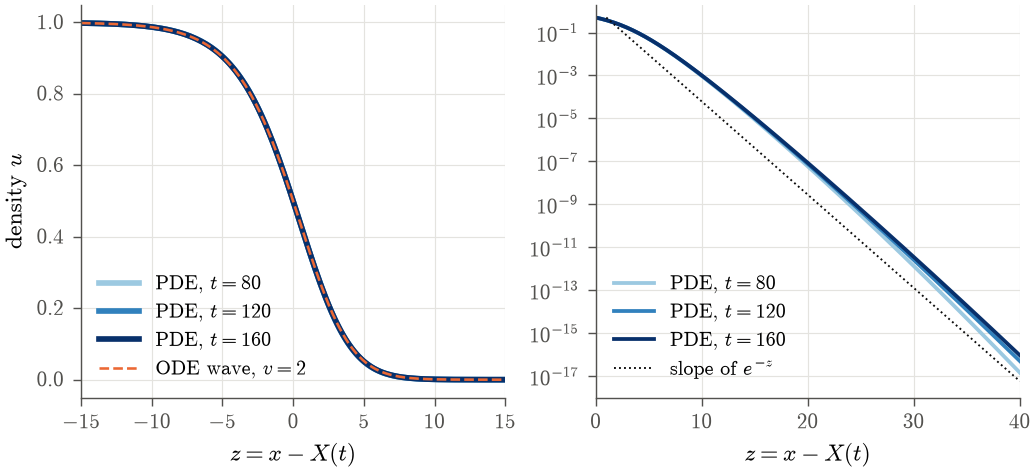 density u
1.0
0.8
0.6
0.4
0.2
0.0
PDE, t = 80
PDE, t = 120
PDE, t = 160
ODE wave, v = 2
−15 −10 −5 0 5 10 15
z = x − X(t)
10⁻¹
10⁻³
10⁻⁵
10⁻⁷
10⁻⁹
10⁻¹¹
10⁻¹³
10⁻¹⁵
10⁻¹⁷
PDE, t = 80
PDE, t = 120
PDE, t = 160
slope of e⁻ᶻ
0 10 20 30 40
z = x − X(t)